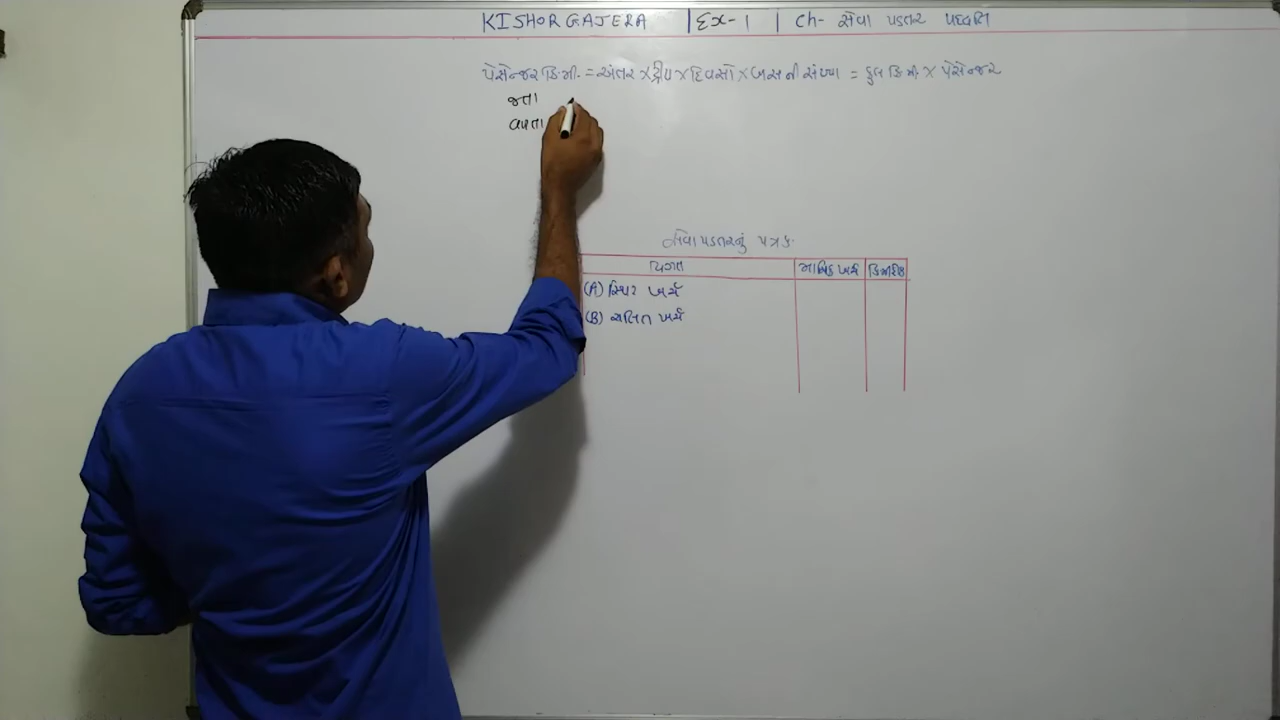 KISHOR GAJERA | Ex-1 | Ch- સેવા પડતર પદ્ધતિ
પેસેન્જર કિ.મી. = અંતર × ટ્રીપ × દિવસો × બસની સંખ્યા = કુલ કિ.મી. × પેસેન્જર
જતા
વળતા
સેવા પડતરનું પત્રક
વિગત માસિક ખર્ચ
(A) સ્થિર ખર્ચ
(B) ચલિત ખર્ચ